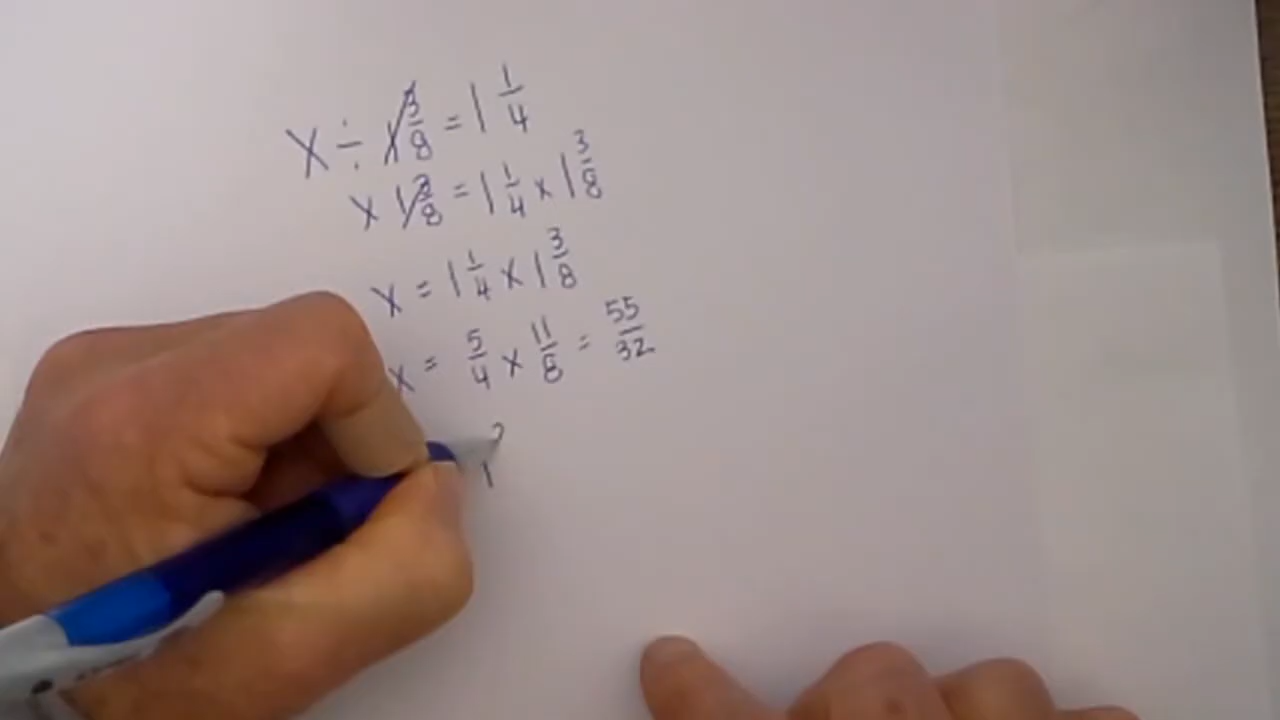 x ÷ 1 3/8 = 1 1/4
x 1 3/8 = 1 1/4 x 1 3/8
x = 1 1/4 x 1 3/8
x = 5/4 x 11/8 = 55/32